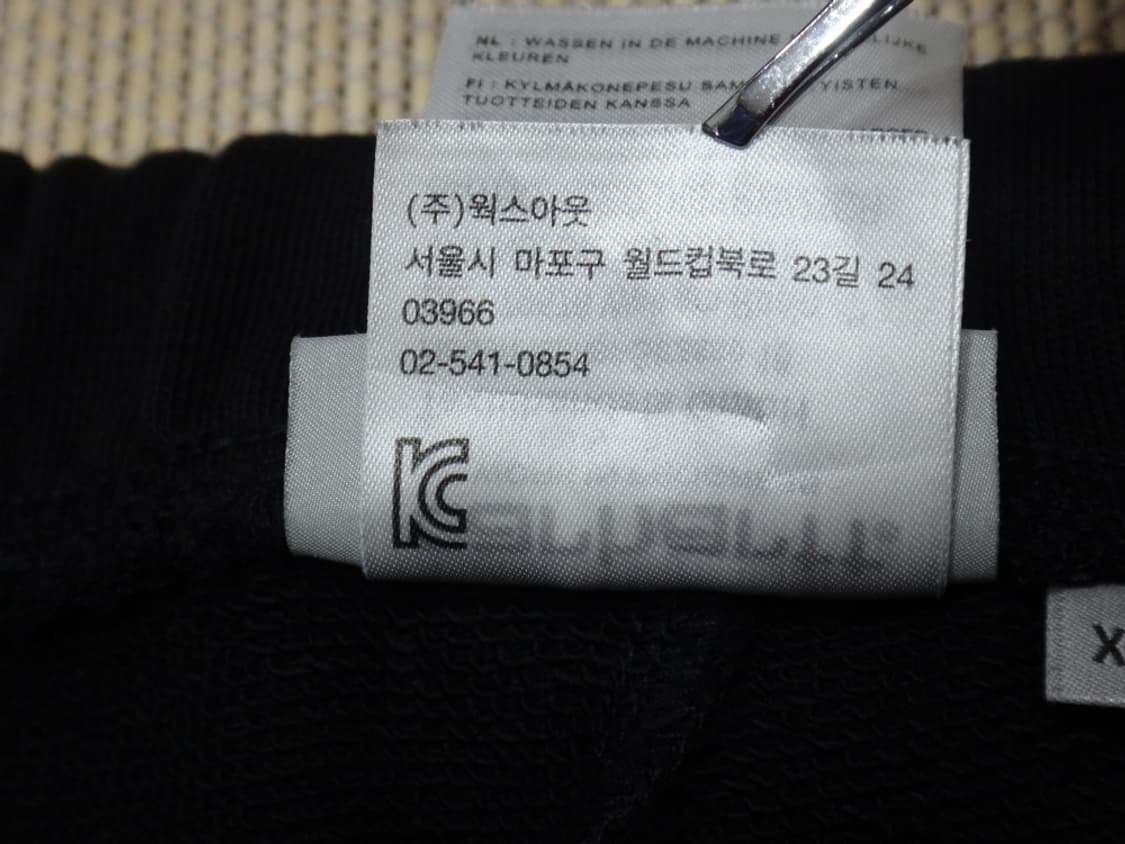 NL : WASSEN IN DE MACHINE
KLEUREN
FI : KYLMÄKONEPESU
TUOTTEIDEN KANSSA
(주)웍스아웃
서울시 마포구 월드컵북로 23길 24
03966
02-541-0854
KC
X